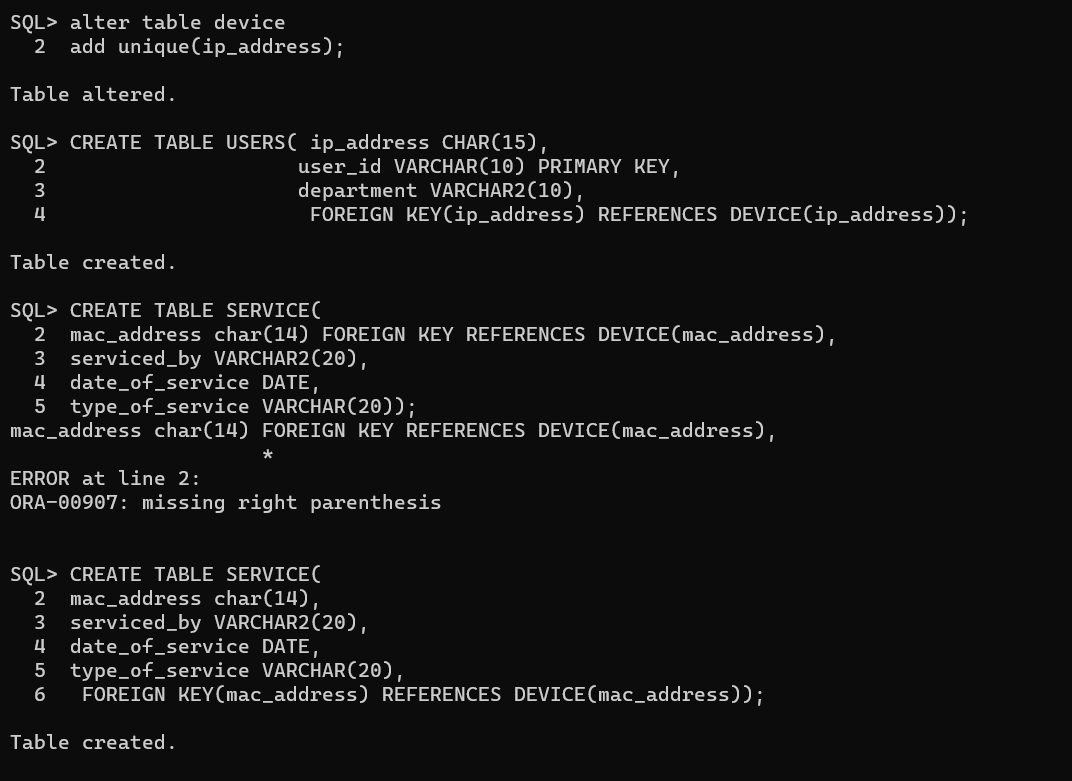 SQL> alter table device
  2  add unique(ip_address);
Table altered.
SQL> CREATE TABLE USERS( ip_address CHAR(15),
  2                     user_id VARCHAR(10) PRIMARY KEY,
  3                     department VARCHAR2(10),
  4                      FOREIGN KEY(ip_address) REFERENCES DEVICE(ip_address));
Table created.
SQL> CREATE TABLE SERVICE(
  2  mac_address char(14) FOREIGN KEY REFERENCES DEVICE(mac_address),
  3  serviced_by VARCHAR2(20),
  4  date_of_service DATE,
  5  type_of_service VARCHAR(20));
mac_address char(14) FOREIGN KEY REFERENCES DEVICE(mac_address),
                     *
ERROR at line 2:
ORA-00907: missing right parenthesis
SQL> CREATE TABLE SERVICE(
  2  mac_address char(14),
  3  serviced_by VARCHAR2(20),
  4  date_of_service DATE,
  5  type_of_service VARCHAR(20),
  6   FOREIGN KEY(mac_address) REFERENCES DEVICE(mac_address));
Table created.